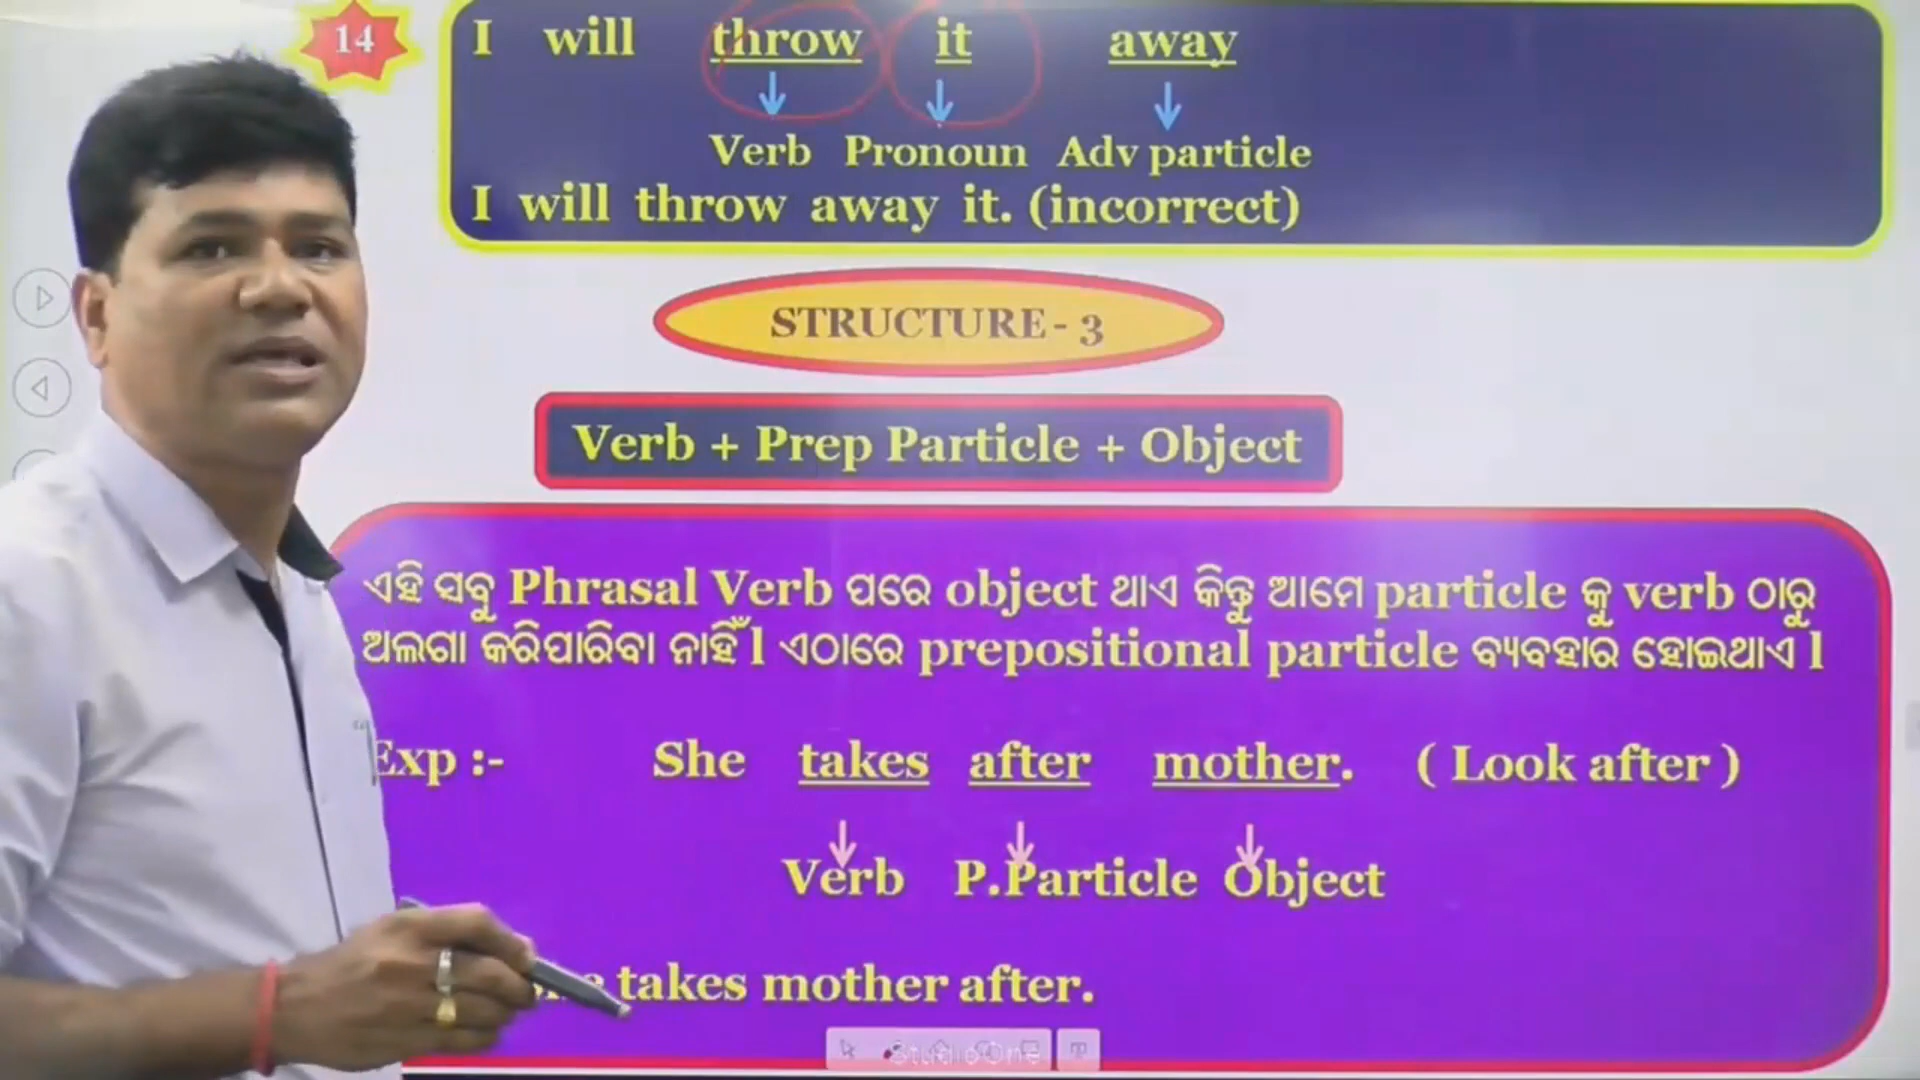 14
I will throw it away
Verb Pronoun Adv particle
I will throw away it. (incorrect)
STRUCTURE - 3
Verb + Prep Particle + Object
ଏହି ସବୁ Phrasal Verb ପରେ object ଥାଏ କିନ୍ତୁ ଆମେ particle କୁ verb ଠାରୁ
ଅଲଗା କରିପାରିବା ନାହିଁ l ଏଠାରେ prepositional particle ବ୍ୟବହାର ହୋଇଥାଏ l
Exp :- She takes after mother. ( Look after )
Verb P.Particle Object
takes mother after.
StudioOne